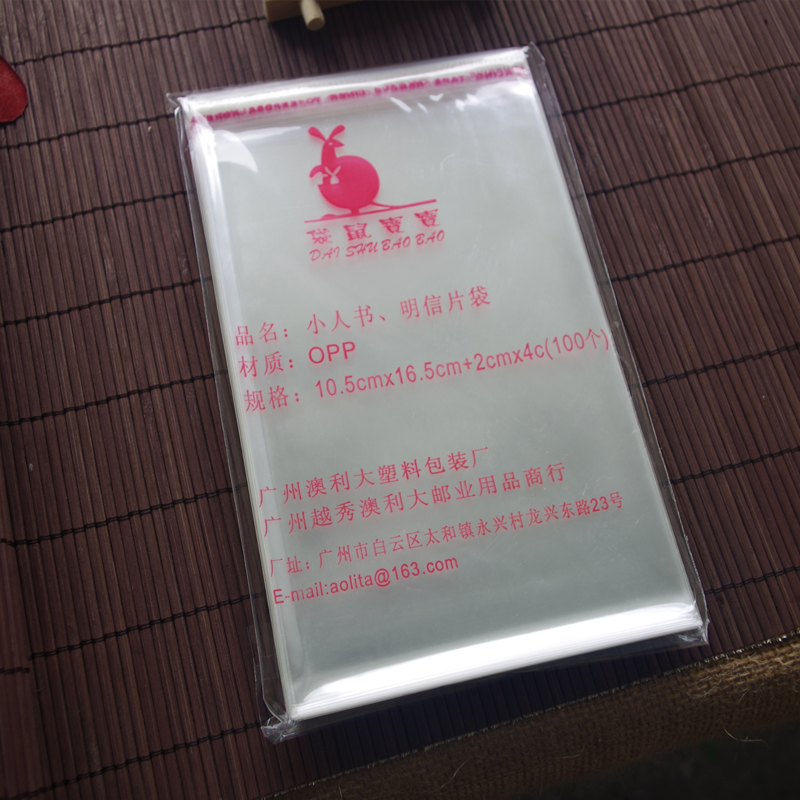 袋鼠寶寶
DAI SHU BAO BAO
品名：小人书、明信片袋
材质：OPP
规格：10.5cmx16.5cm+2cmx4c(100个)
广州澳利大塑料包装厂
广州越秀澳利大邮业用品商行
厂址：广州市白云区太和镇永兴村龙兴东路23号
E-mail:aolita@163.com